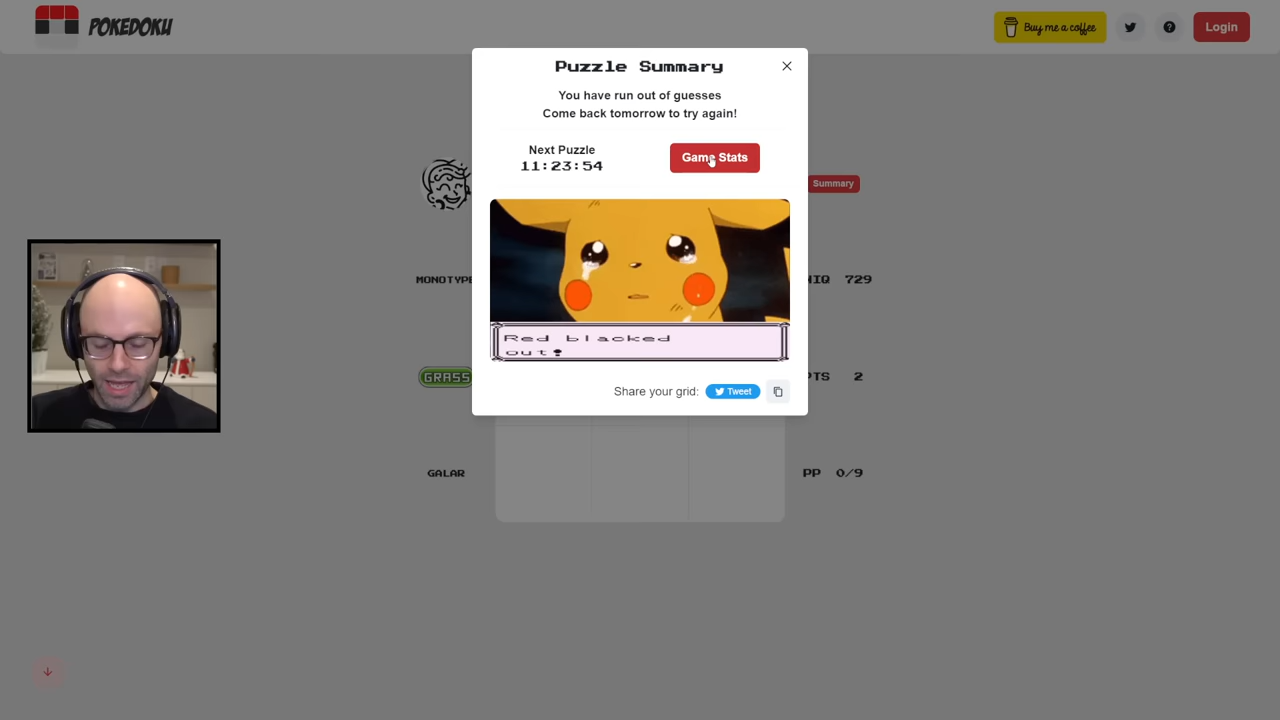 POKEDOKU
Buy me a coffee
Login
Puzzle Summary
You have run out of guesses
Come back tomorrow to try again!
Next Puzzle
11:23:54
Game Stats
Summary
MONOTYPE
NIQ 729
Red blacked
out!
GRASS
PTS 2
Share your grid:
Tweet
GALAR
PP 0/9